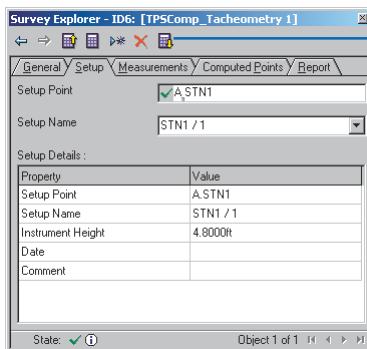 Survey Explorer - ID6: [TPSComp_Tacheometry 1]
General Setup Measurements Computed Points Report
Setup Point A.STN1
Setup Name STN1 / 1
Setup Details :
Property Value
Setup Point A.STN1
Setup Name STN1 / 1
Instrument Height 4.8000ft
Date
Comment
State: Object 1 of 1